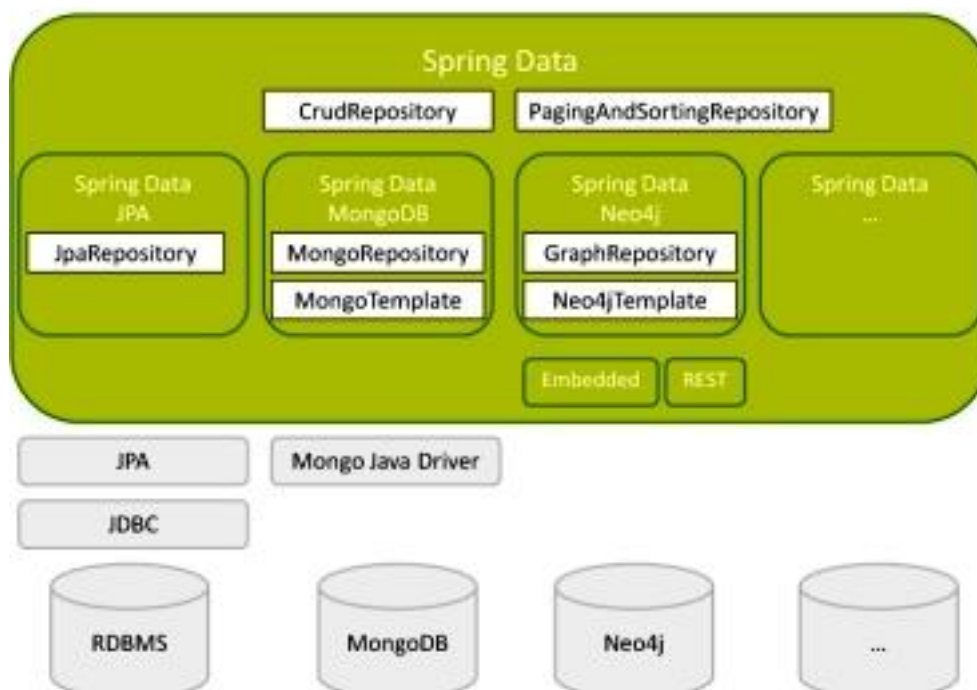 Spring Data
CrudRepository
PagingAndSortingRepository
Spring Data
JPA
JpaRepository
Spring Data
MongoDB
MongoRepository
MongoTemplate
Spring Data
Neo4j
GraphRepository
Neo4jTemplate
Spring Data
...
Embedded
REST
JPA
Mongo Java Driver
JDBC
RDBMS
MongoDB
Neo4j
...